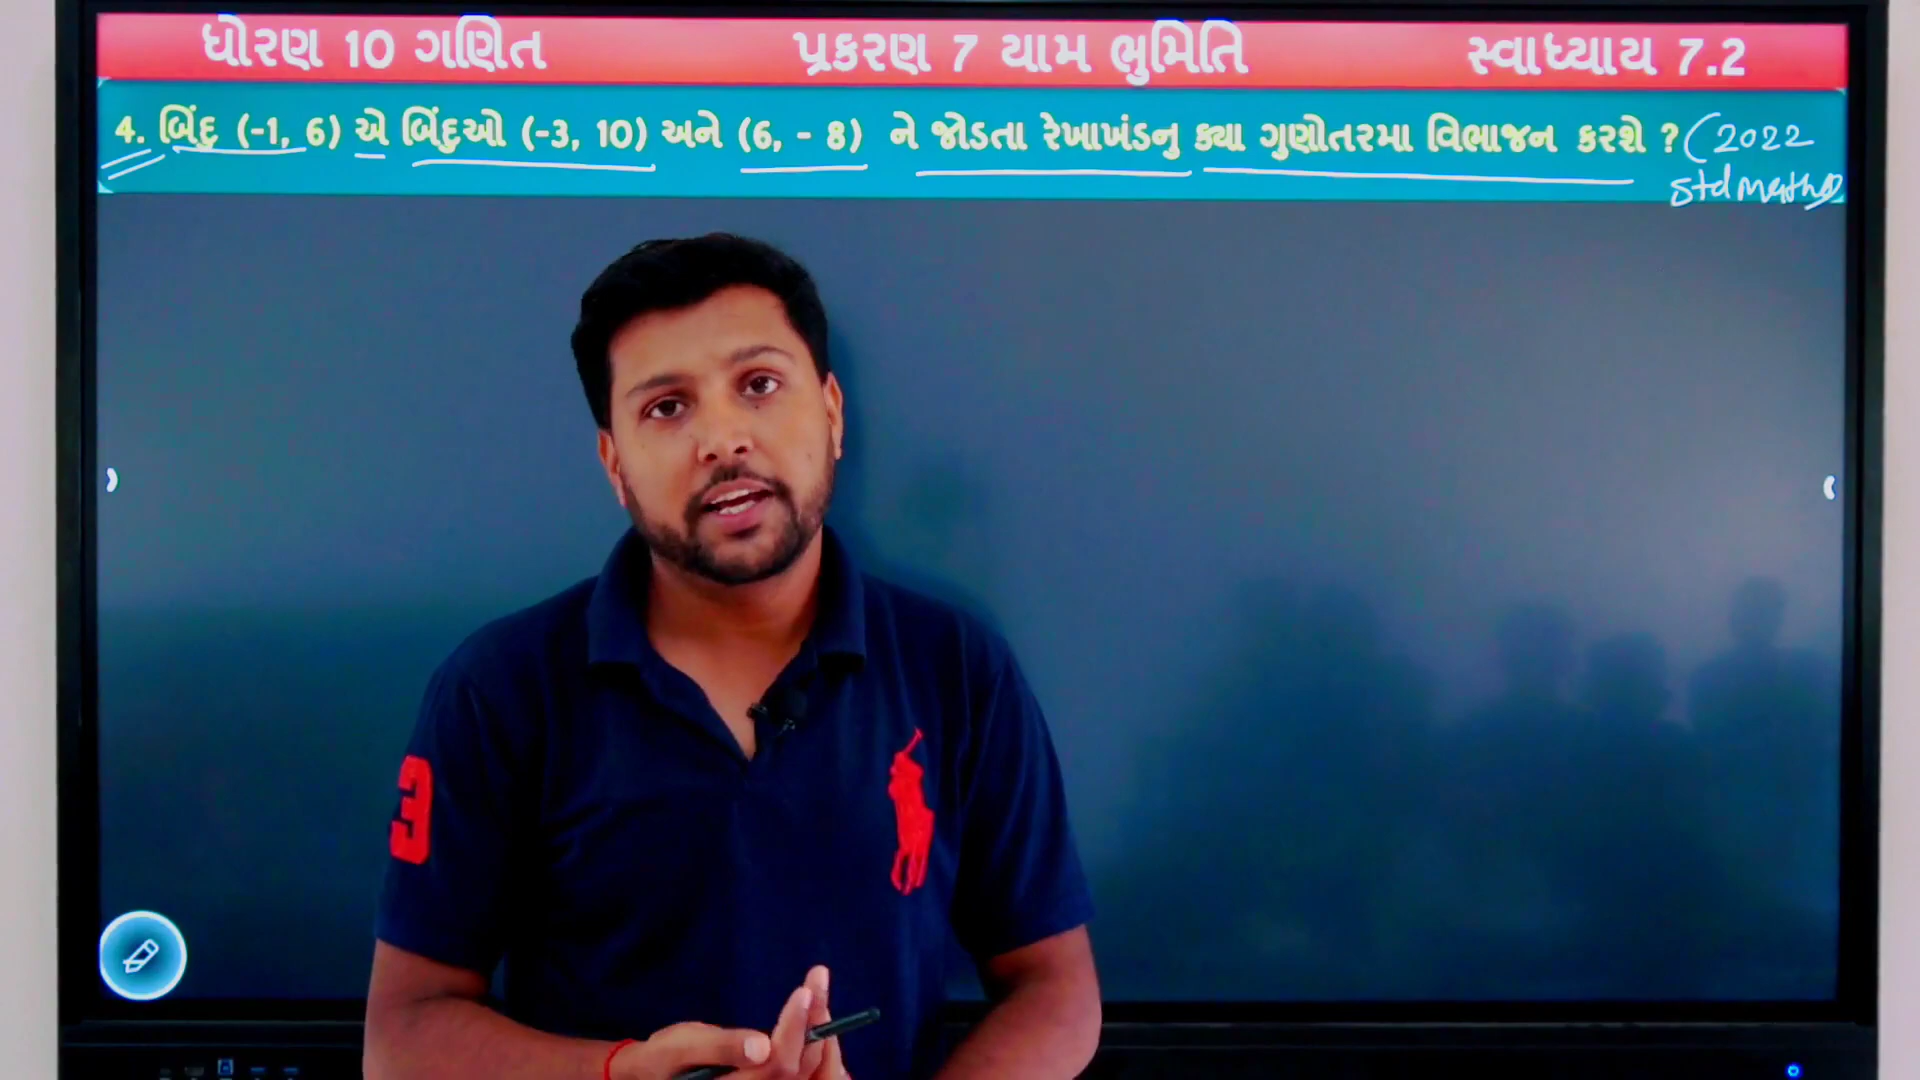 ધોરણ 10 ગણિત પ્રકરણ 7 યામ ભુમિતિ સ્વાધ્યાય 7.2
4. બિંદુ (-1, 6) એ બિંદુઓ (-3, 10) અને (6, - 8) ને જોડતા રેખાખંડનુ ક્યા ગુણોતરમા વિભાજન કરશે ? (2022
std maths)
3